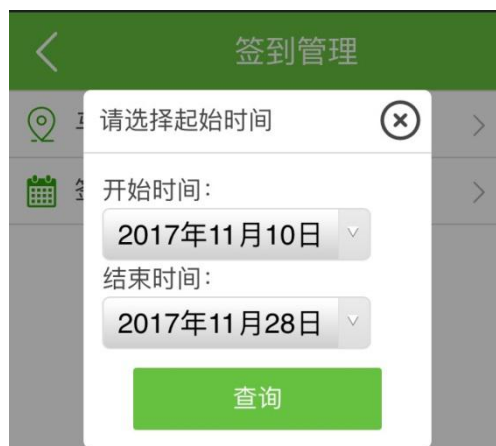 签到管理
请选择起始时间
开始时间：
2017年11月10日
结束时间：
2017年11月28日
查询